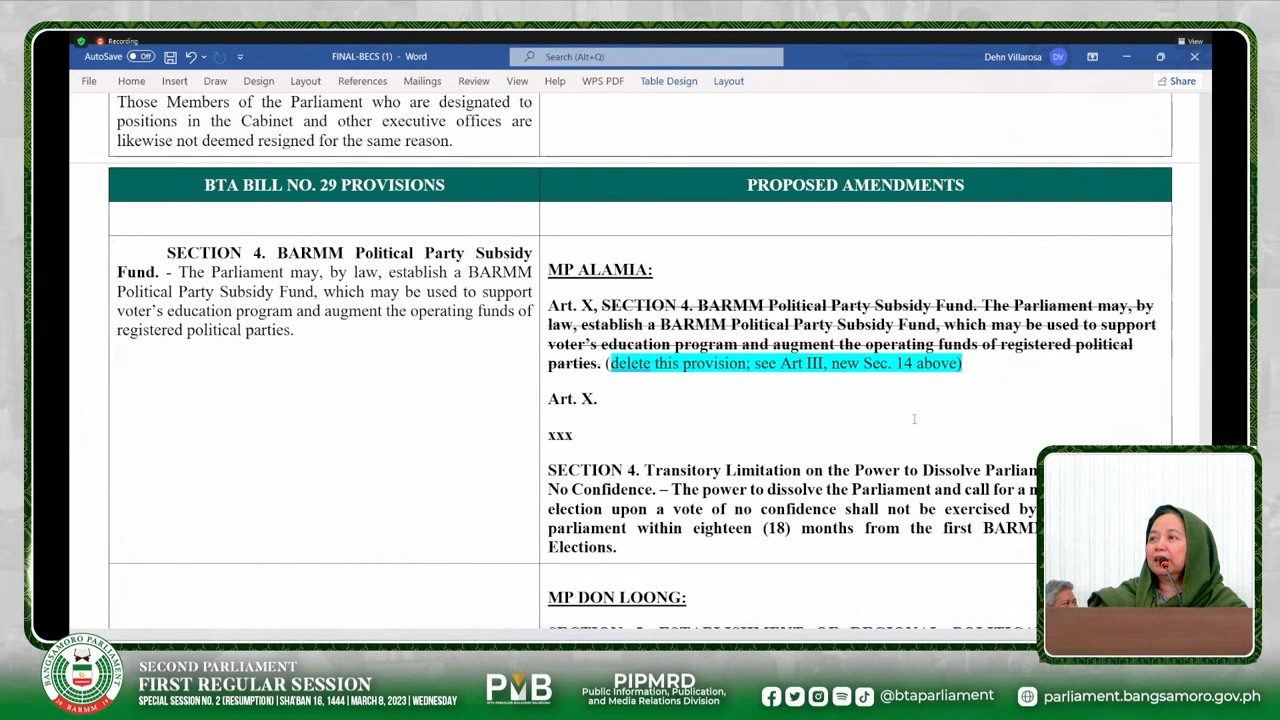 Recording
View
AutoSave Off
FINAL-BECS (1) - Word
Search (Alt+Q)
Dehn Villarosa DV
File Home Insert Draw Design Layout References Mailings Review View Help WPS PDF Table Design Layout
Share
Those Members of the Parliament who are designated to
positions in the Cabinet and other executive offices are
likewise not deemed resigned for the same reason.
BTA BILL NO. 29 PROVISIONS
PROPOSED AMENDMENTS
SECTION 4. BARMM Political Party Subsidy
Fund. - The Parliament may, by law, establish a BARMM
Political Party Subsidy Fund, which may be used to support
voter's education program and augment the operating funds of
registered political parties.
MP ALAMIA:
Art. X, SECTION 4. BARMM Political Party Subsidy Fund. The Parliament may, by
law, establish a BARMM Political Party Subsidy Fund, which may be used to support
voter's education program and augment the operating funds of registered political
parties. (delete this provision; see Art III, new Sec. 14 above)
Art. X.
xxx
SECTION 4. Transitory Limitation on the Power to Dissolve
No Confidence. – The power to dissolve the Parliament and call for a
election upon a vote of no confidence shall not be exercised by
parliament within eighteen (18) months from the first
Elections.
MP DON LOONG:
SECTION 5. ESTABLISHMENT OF REGIONAL
BANGSAMORO PARLIAMENT
SECOND PARLIAMENT
FIRST REGULAR SESSION
SPECIAL SESSION NO. 2 (RESUMPTION) | SHA'BAN 16, 1444 | MARCH 8, 2023 | WEDNESDAY
PMB
PIPMRD
Public Information, Publication,
and Media Relations Division
@btaparliament
parliament.bangsamoro.gov.ph